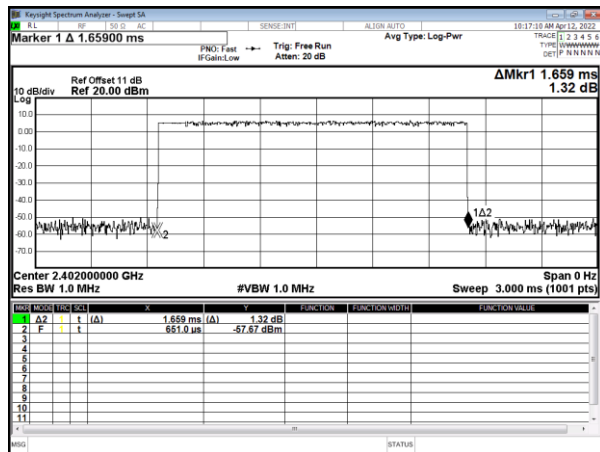 Keysight Spectrum Analyzer - Swept SA
RL RF 50 Ω AC SENSE:INT ALIGN AUTO 10:17:10 AM Apr 12, 2022
Marker 1 Δ 1.65900 ms
PNO: Fast
IFGain:Low
Trig: Free Run
Atten: 20 dB
Avg Type: Log-Pwr
TRACE 1 2 3 4 5 6
TYPE WWWWWW
DET P N N N N N
Ref Offset 11 dB
10 dB/div Ref 20.00 dBm
Log
ΔMkr1 1.659 ms
1.32 dB
10.0
0.00
-10.0
-20.0
-30.0
-40.0
-50.0
-60.0
-70.0
2
1Δ2
Center 2.402000000 GHz Span 0 Hz
Res BW 1.0 MHz #VBW 1.0 MHz Sweep 3.000 ms (1001 pts)
MKR MODE TRC SCL X Y FUNCTION FUNCTION WIDTH FUNCTION VALUE
1 Δ2 1 t (Δ) 1.659 ms (Δ) 1.32 dB
2 F 1 t 651.0 µs -57.67 dBm
3
4
5
6
7
8
9
10
11
MSG STATUS